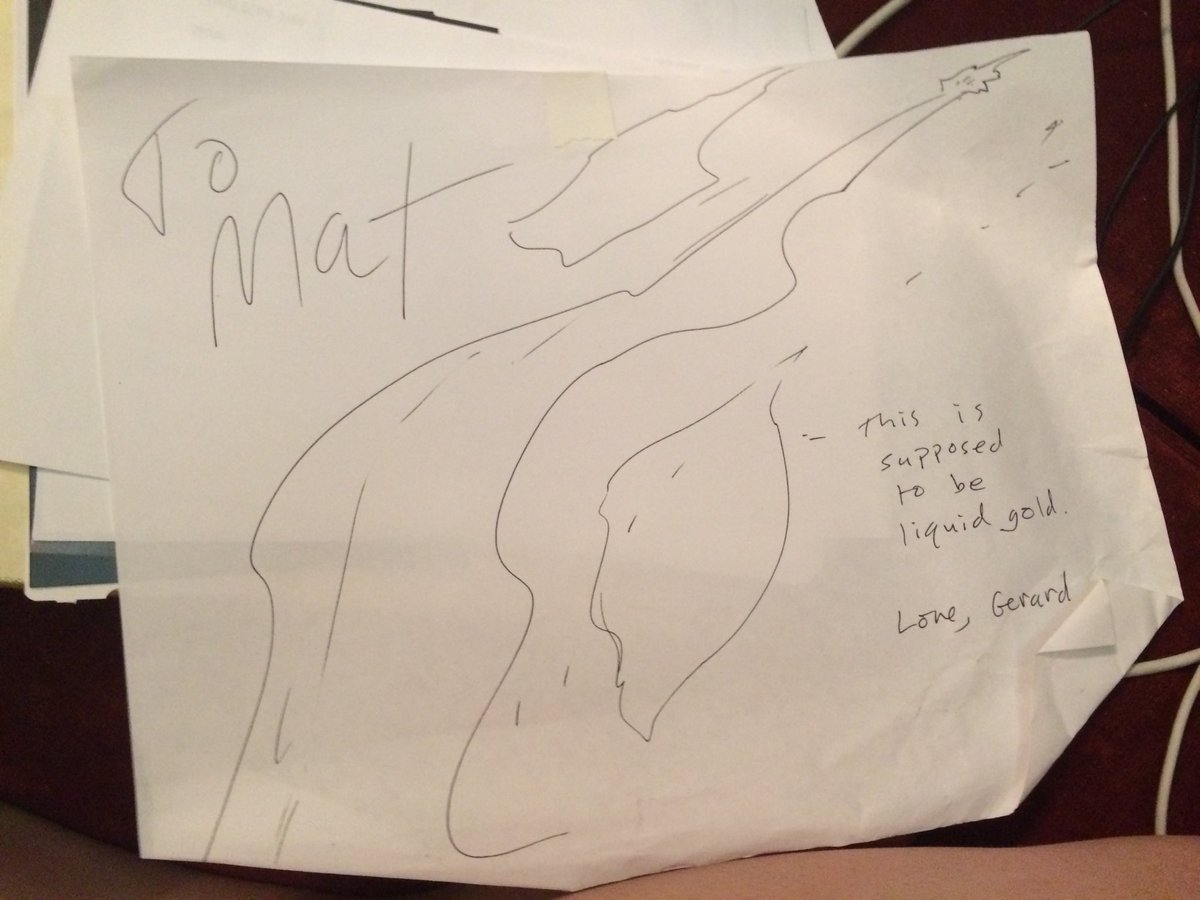 To
Mat
- this is
supposed
to be
liquid gold.
Love, Gerard